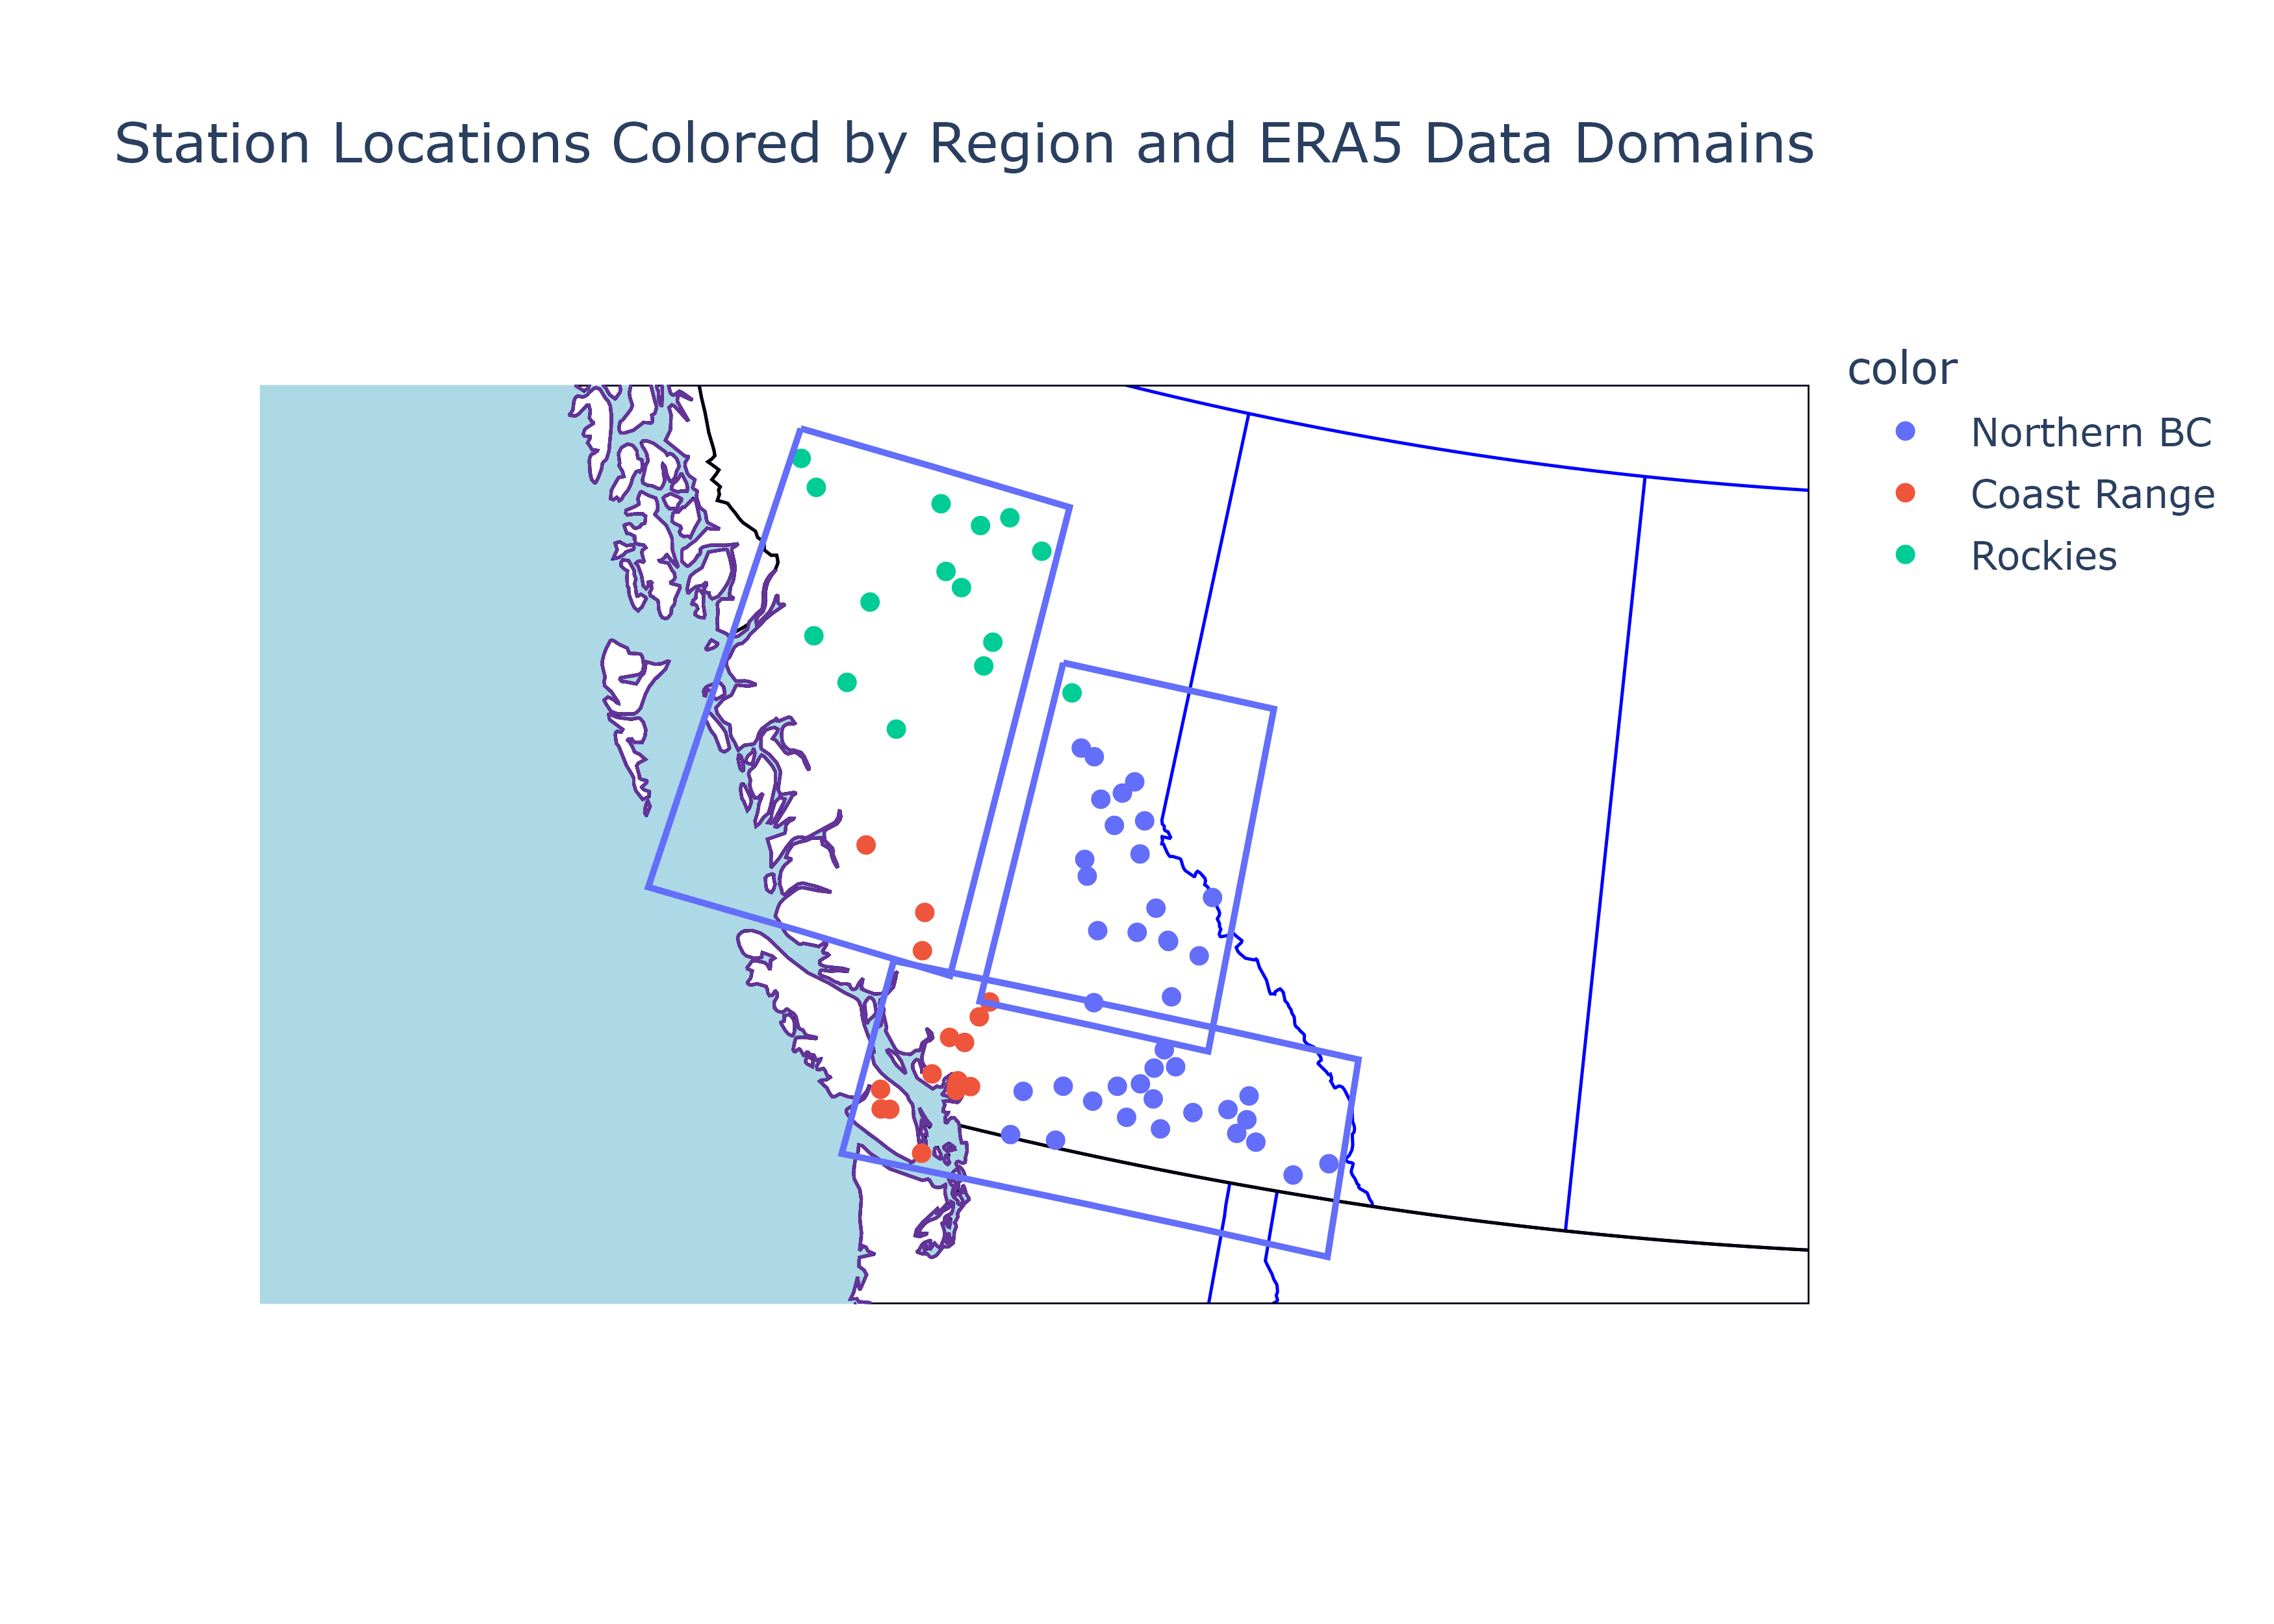 Station Locations Colored by Region and ERA5 Data Domains
color
Northern BC
Coast Range
Rockies